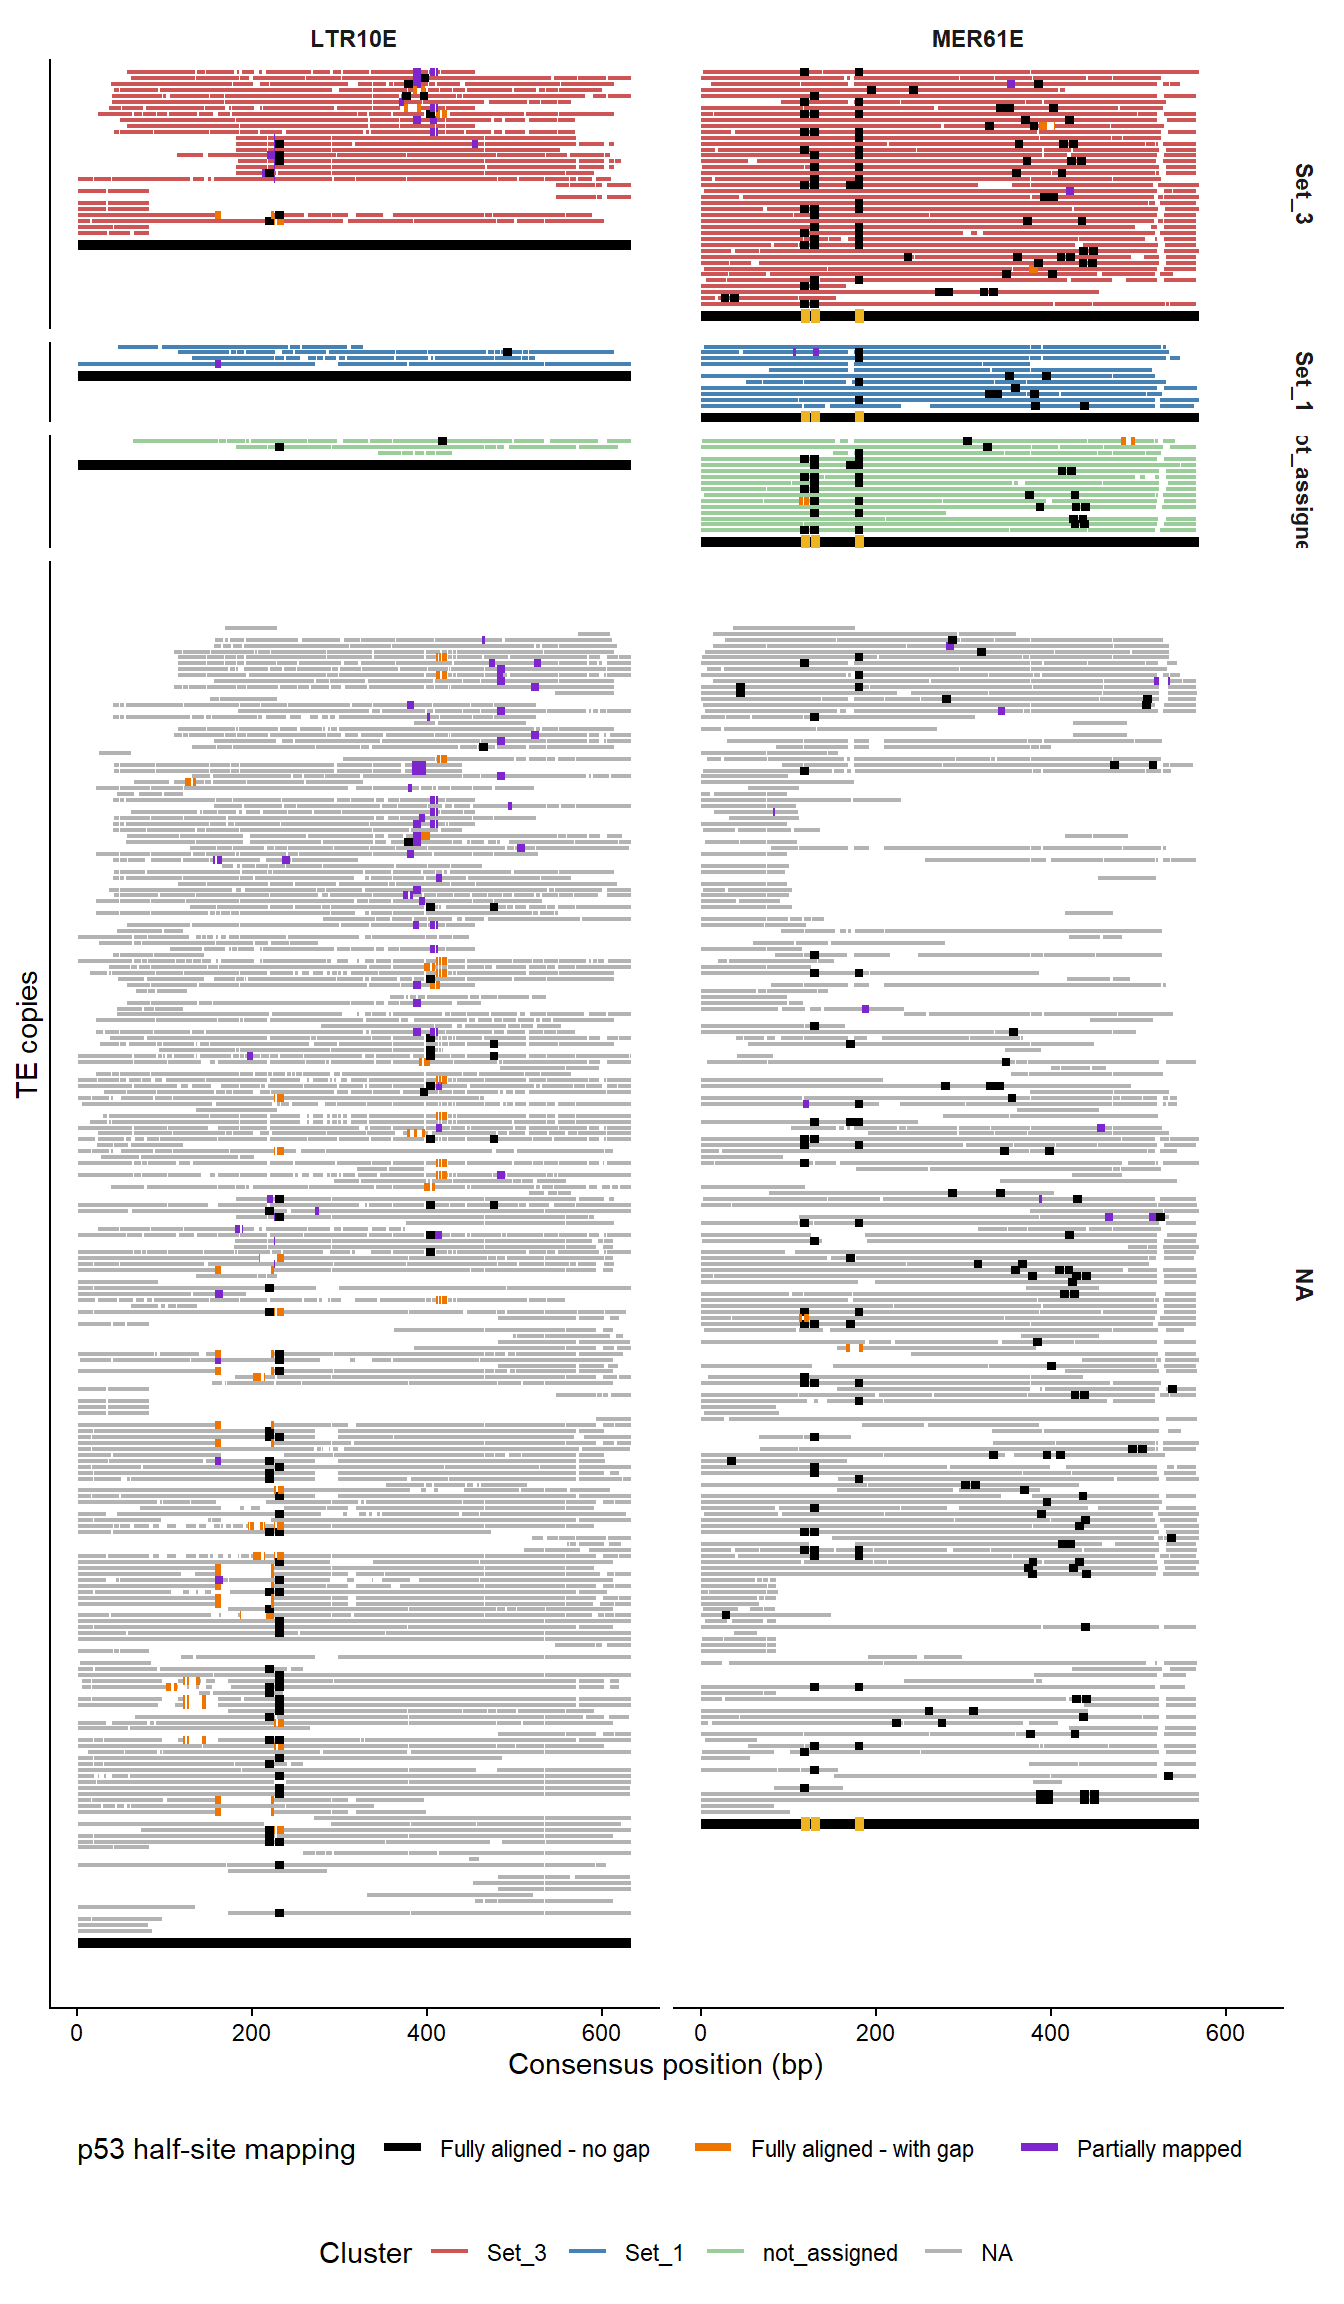 LTR10E MER61E
Set_3
Set_1
ot_assigne
NA
TE copies
0 200 400 600 0 200 400 600
Consensus position (bp)
p53 half-site mapping Fully aligned - no gap Fully aligned - with gap Partially mapped
Cluster Set_3 Set_1 not_assigned NA